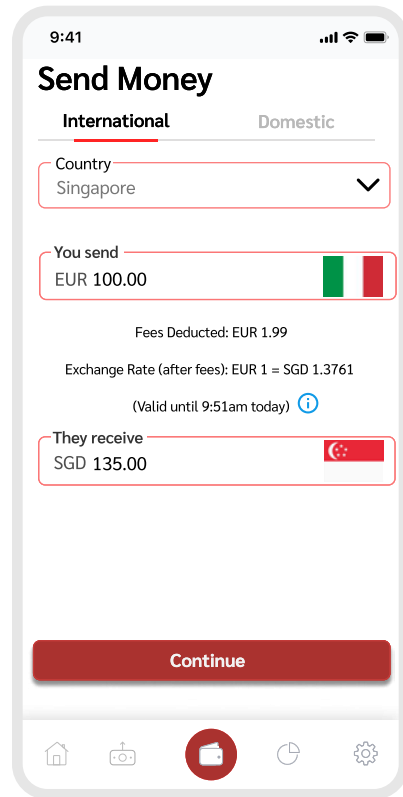 9:41
Send Money
International Domestic
Country
Singapore
You send
EUR 100.00
Fees Deducted: EUR 1.99
Exchange Rate (after fees): EUR 1 = SGD 1.3761
(Valid until 9:51am today)
They receive
SGD 135.00
Continue